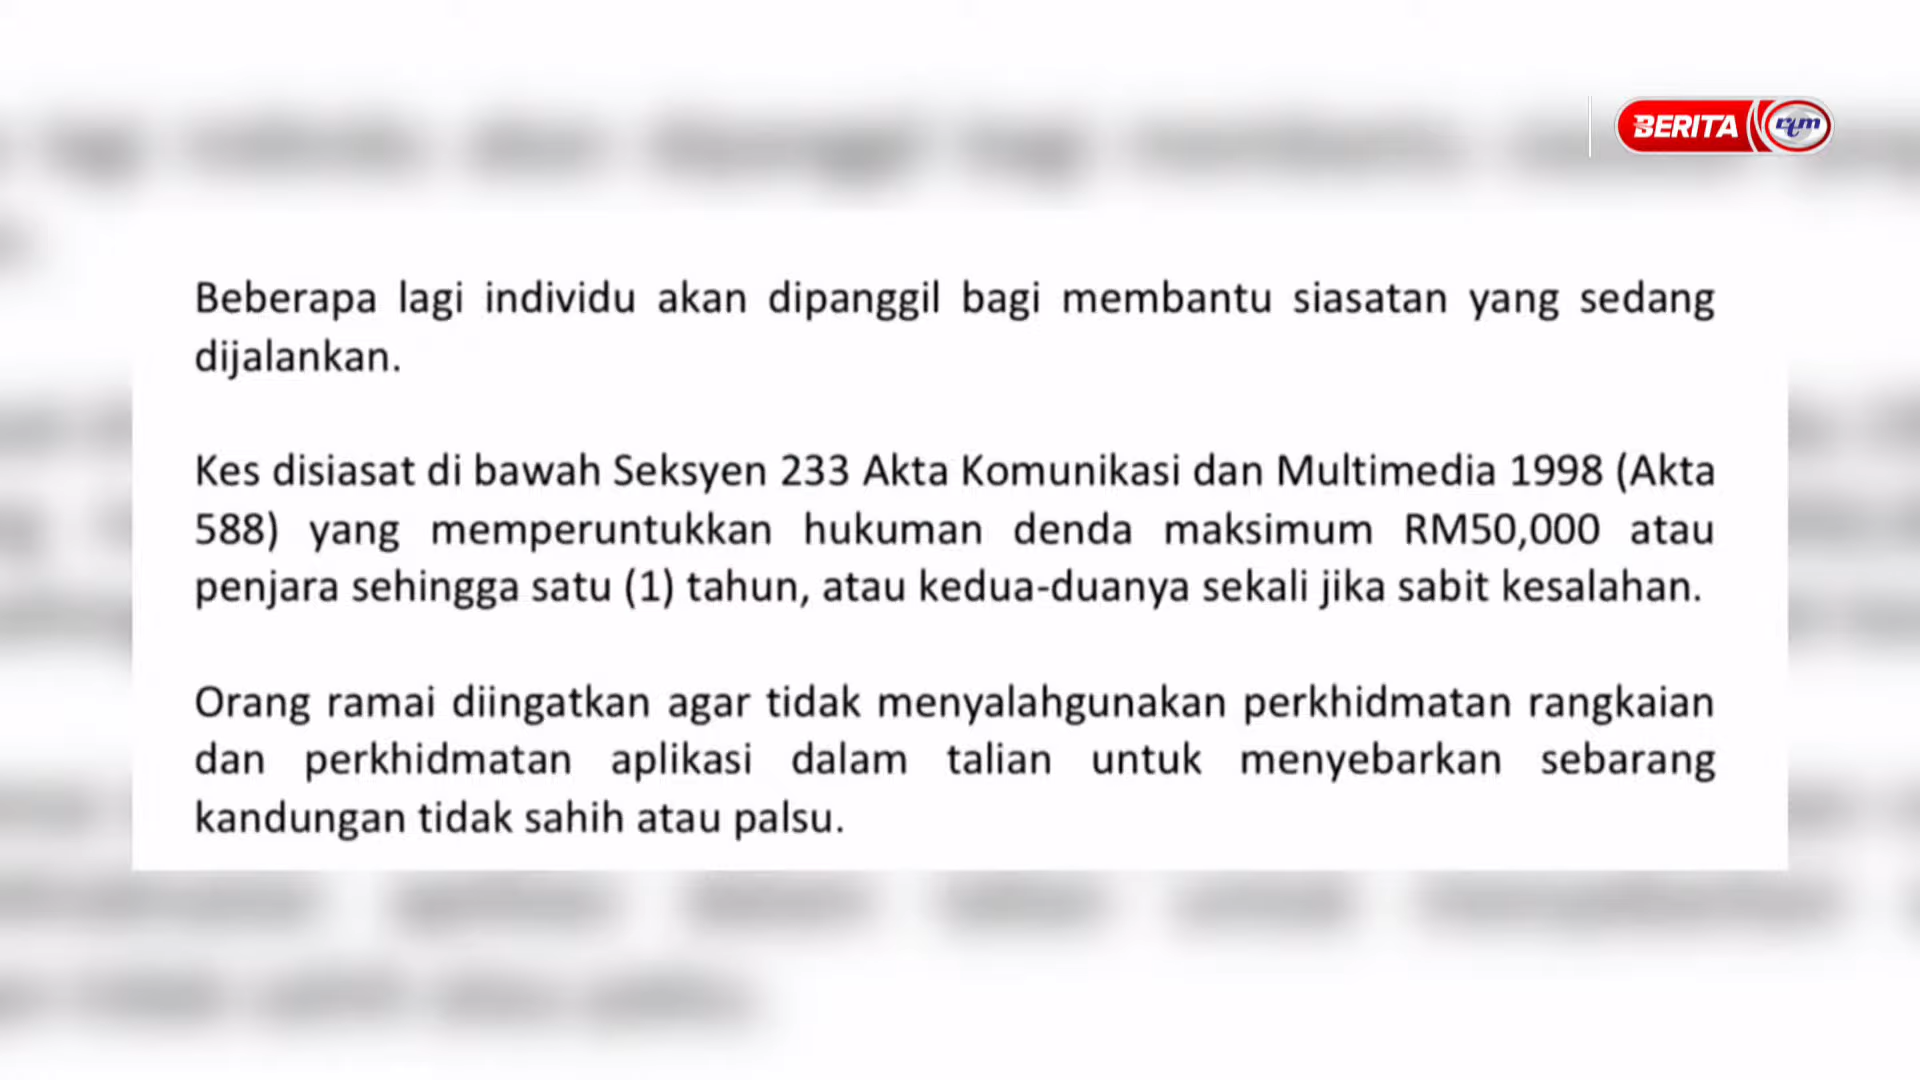 BERITA rtm
Beberapa lagi individu akan dipanggil bagi membantu siasatan yang sedang
dijalankan.
Kes disiasat di bawah Seksyen 233 Akta Komunikasi dan Multimedia 1998 (Akta
588) yang memperuntukkan hukuman denda maksimum RM50,000 atau
penjara sehingga satu (1) tahun, atau kedua-duanya sekali jika sabit kesalahan.
Orang ramai diingatkan agar tidak menyalahgunakan perkhidmatan rangkaian
dan perkhidmatan aplikasi dalam talian untuk menyebarkan sebarang
kandungan tidak sahih atau palsu.